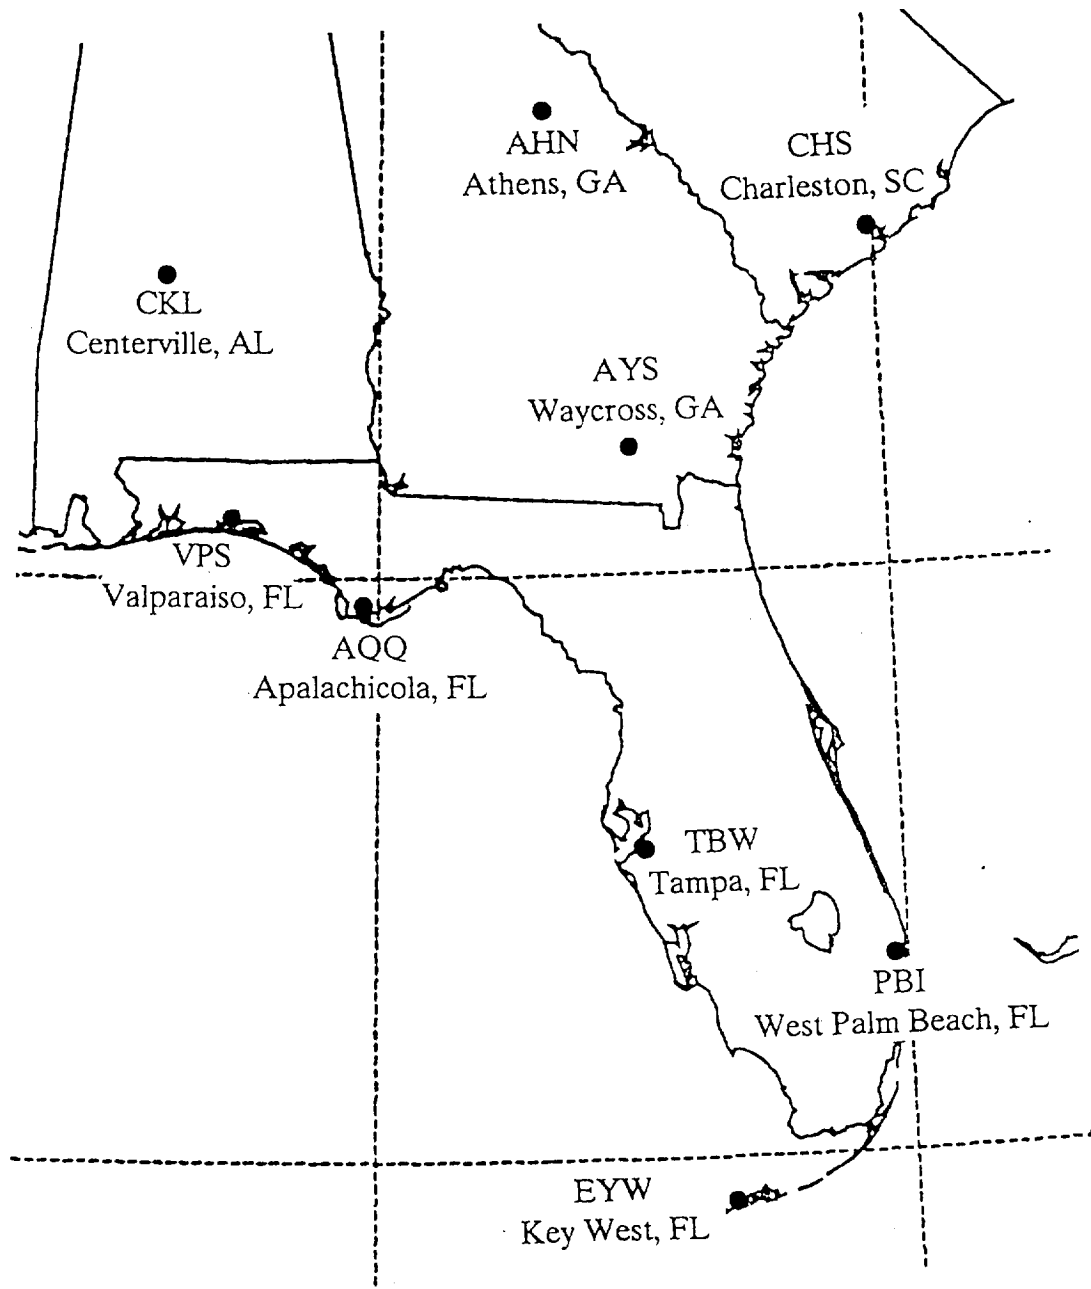 AHN
Athens, GA
CHS
Charleston, SC
CKL
Centerville, AL
AYS
Waycross, GA
VPS
Valparaiso, FL
AQQ
Apalachicola, FL
TBW
Tampa, FL
PBI
West Palm Beach, FL
EYW
Key West, FL